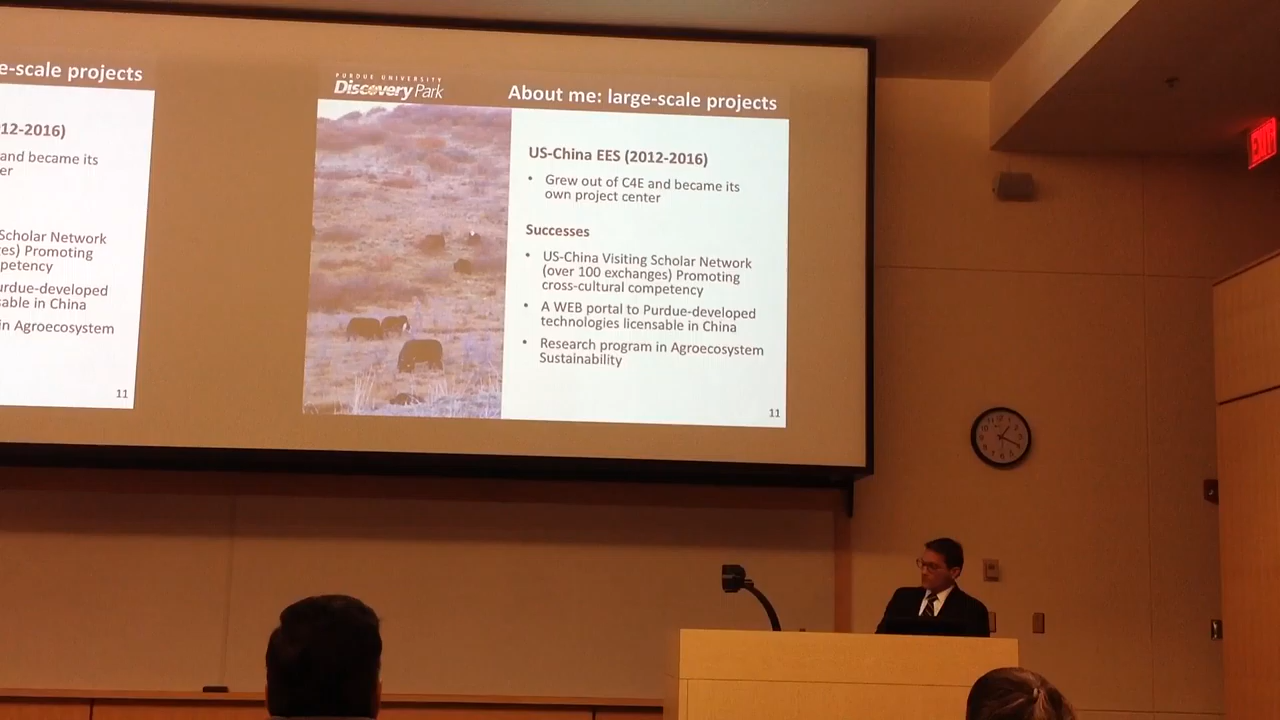 e-scale projects
12-2016)
and became its
er
Scholar Network
es) Promoting
petency
urdue-developed
sable in China
in Agroecosystem
11
PURDUE UNIVERSITY
Discovery Park
About me: large-scale projects
US-China EES (2012-2016)
• Grew out of C4E and became its
own project center
Successes
• US-China Visiting Scholar Network
(over 100 exchanges) Promoting
cross-cultural competency
• A WEB portal to Purdue-developed
technologies licensable in China
• Research program in Agroecosystem
Sustainability
11
EXIT